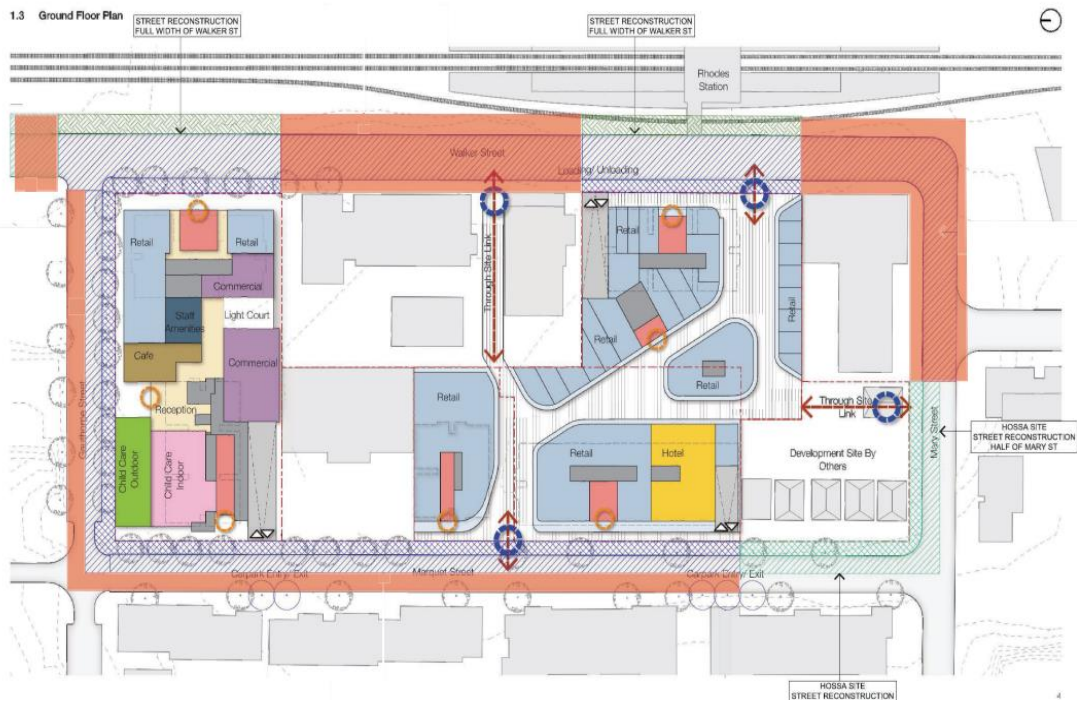 1.3 Ground Floor Plan
STREET RECONSTRUCTION
FULL WIDTH OF WALKER ST
STREET RECONSTRUCTION
FULL WIDTH OF WALKER ST
Rhodes
Station
Walker Street
Loading/ Unloading
Retail
Retail
Commercial
Staff
Amenities
Light Court
Cafe
Commercial
Reception
Child Care
Outdoor
Child Care
Indoor
Gauthorpe Street
Through Site Link
Retail
Retail
Retail
Retail
Retail
Retail
Hotel
Through Site
Link
Development Site By
Others
Mary Street
HOSSA SITE
STREET RECONSTRUCTION
HALF OF MARY ST
Carpark Entry/ Exit
Marquet Street
Carpark Entry/ Exit
HOSSA SITE
STREET RECONSTRUCTION
4